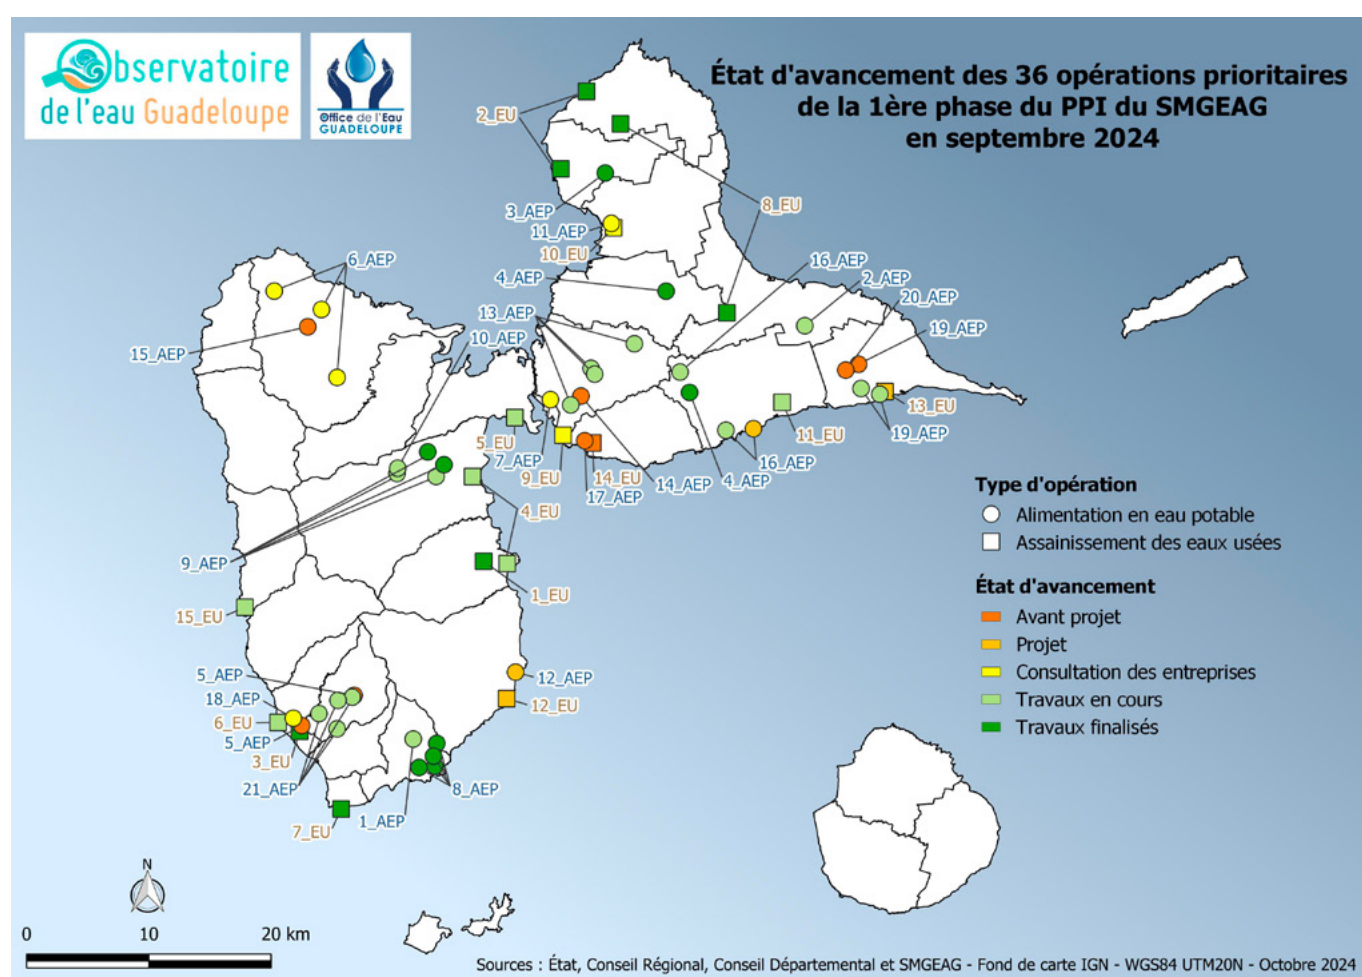 Observatoire
de l'eau Guadeloupe
Office de l'Eau
GUADELOUPE
État d'avancement des 36 opérations prioritaires
de la 1ère phase du PPI du SMGEAG
en septembre 2024
2_EU
3_AEP
8_EU
11_AEP
10_EU
6_AEP
16_AEP
4_AEP
2_AEP
20_AEP
13_AEP
19_AEP
10_AEP
15_AEP
13_EU
5_EU
11_EU
19_AEP
7_AEP
16_AEP
9_EU
14_EU
14_AEP
4_AEP
17_AEP
4_EU
9_AEP
1_EU
15_EU
5_AEP
12_AEP
18_AEP
12_EU
6_EU
5_AEP
3_EU
21_AEP
8_AEP
1_AEP
7_EU
Type d'opération
Alimentation en eau potable
Assainissement des eaux usées
État d'avancement
Avant projet
Projet
Consultation des entreprises
Travaux en cours
Travaux finalisés
N
0 10 20 km
Sources : État, Conseil Régional, Conseil Départemental et SMGEAG - Fond de carte IGN - WGS84 UTM20N - Octobre 2024